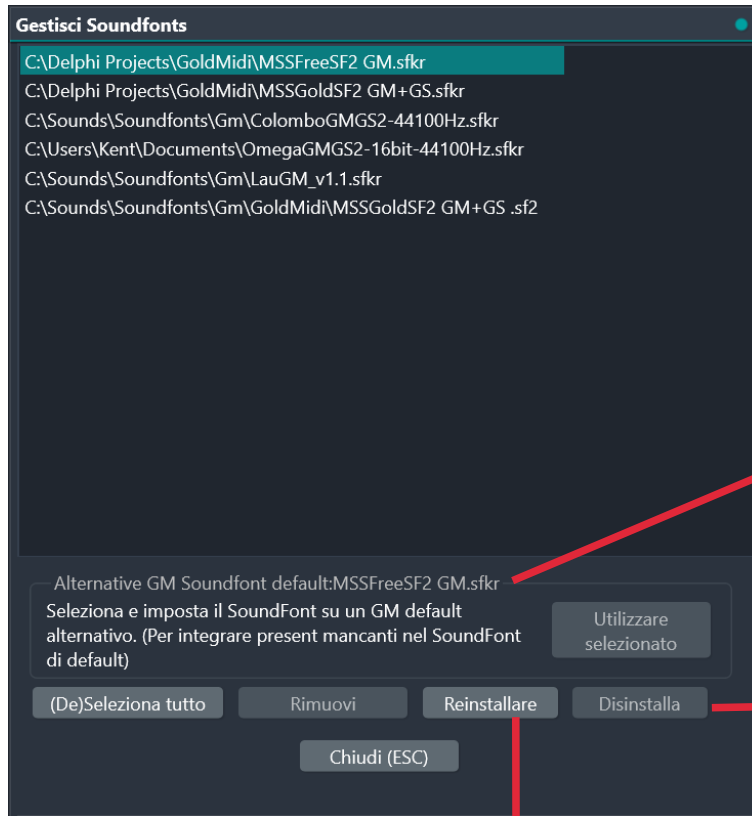 Gestisci Soundfonts
C:\Delphi Projects\GoldMidi\MSSFreeSF2 GM.sfkr
C:\Delphi Projects\GoldMidi\MSSGoldSF2 GM+GS.sfkr
C:\Sounds\Soundfonts\Gm\ColomboGMGS2-44100Hz.sfkr
C:\Users\Kent\Documents\OmegaGMGS2-16bit-44100Hz.sfkr
C:\Sounds\Soundfonts\Gm\LauGM_v1.1.sfkr
C:\Sounds\Soundfonts\Gm\GoldMidi\MSSGoldSF2 GM+GS .sf2
Alternative GM Soundfont default:MSSFreeSF2 GM.sfkr
Seleziona e imposta il SoundFont su un GM default
alternativo. (Per integrare present mancanti nel SoundFont
di default)
Utilizzare
selezionato
(De)Seleziona tutto
Rimuovi
Reinstallare
Disinstalla
Chiudi (ESC)